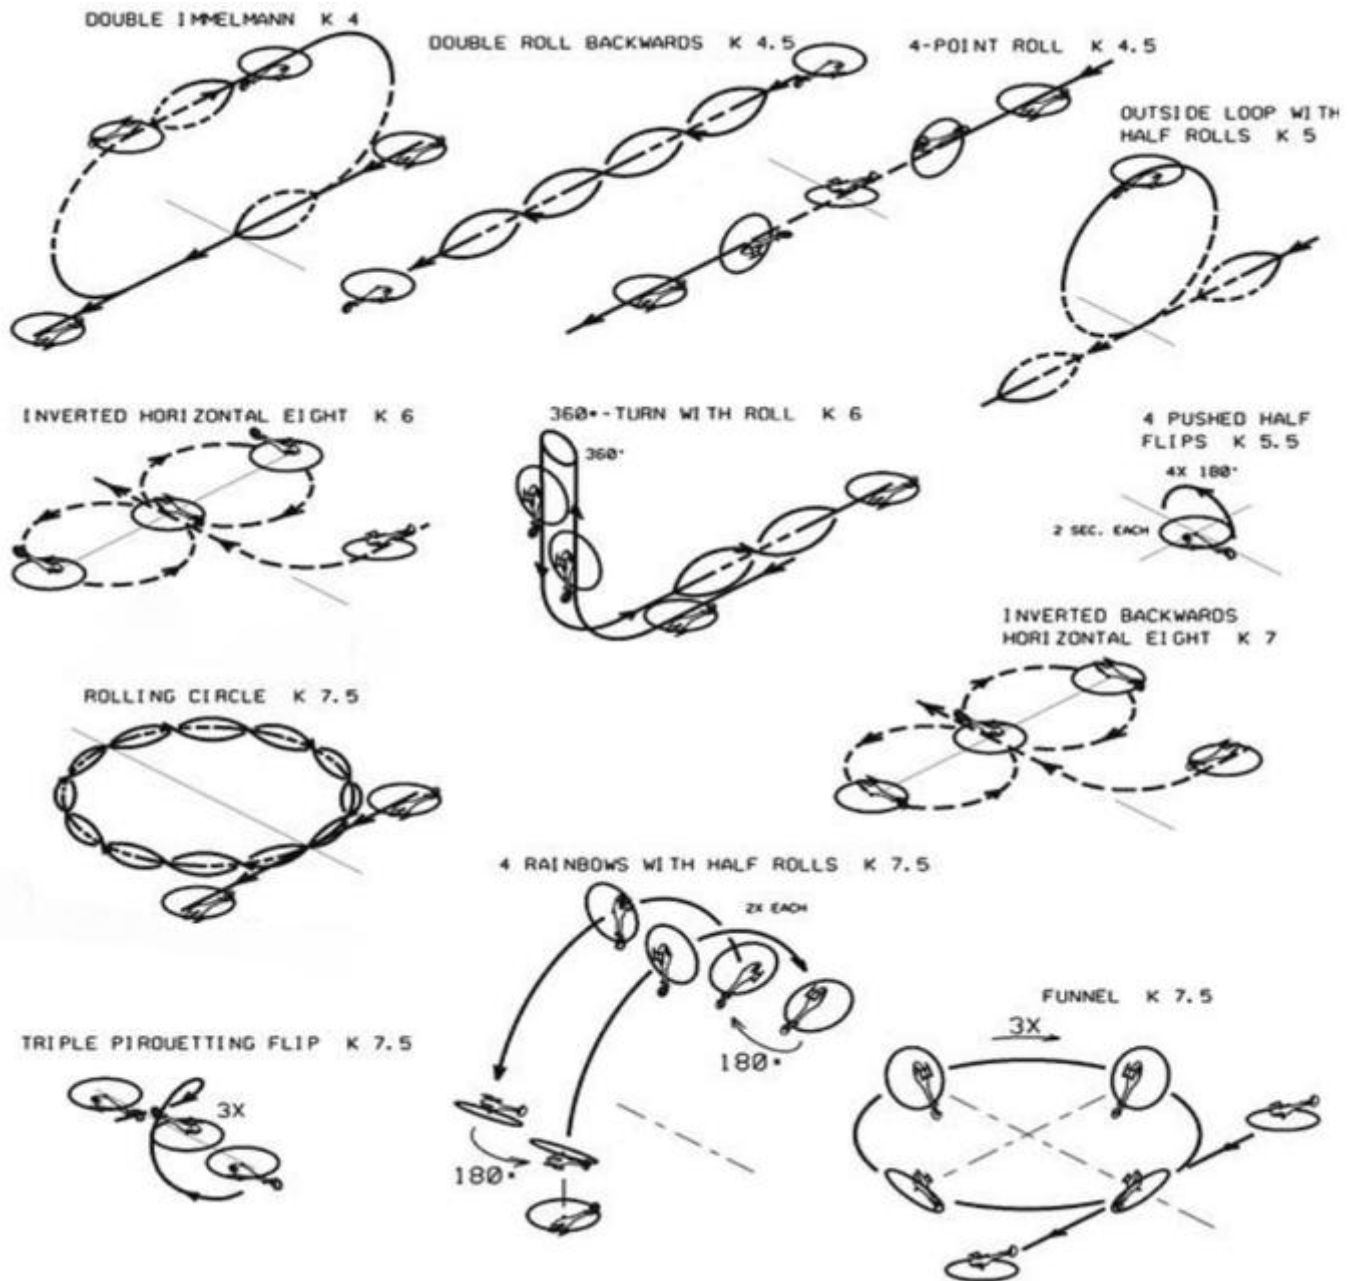 DOUBLE IMMELMANN K 4
DOUBLE ROLL BACKWARDS K 4.5
4-POINT ROLL K 4.5
OUTSIDE LOOP WITH
HALF ROLLS K 5
INVERTED HORIZONTAL EIGHT K 6
360°-TURN WITH ROLL K 6
360°
4 PUSHED HALF
FLIPS K 5.5
4X 180°
2 SEC. EACH
INVERTED BACKWARDS
HORIZONTAL EIGHT K 7
ROLLING CIRCLE K 7.5
4 RAINBOWS WITH HALF ROLLS K 7.5
2X EACH
180°
180°
FUNNEL K 7.5
3X
TRIPLE PIROUETTING FLIP K 7.5
3X